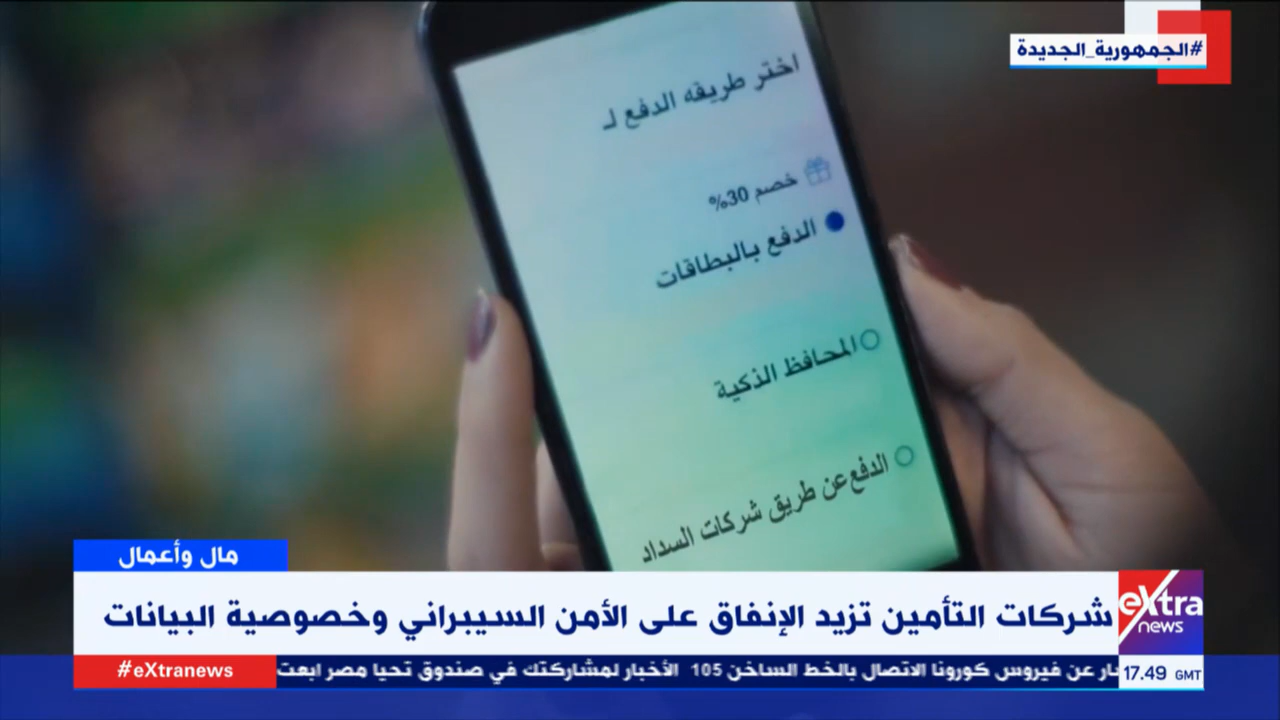 #الجمهورية_الجديدة
اختر طريقه الدفع لـ
خصم 30%
الدفع بالبطاقات
المحافظ الذكية
الدفع عن طريق شركات السداد
مال وأعمال
شركات التأمين تزيد الإنفاق على الأمن السيبراني وخصوصية البيانات
eXtra
news
#eXtranews
عن فيروس كورونا الاتصال بالخط الساخن 105 الأخبار لمشاركتك في صندوق تحيا مصر ابعت
17.49 GMT